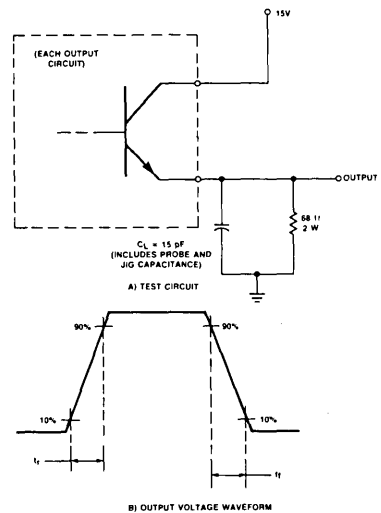 15V
(EACH OUTPUT
CIRCUIT)
OUTPUT
68 Ω
2 W
CL = 15 pF
(INCLUDES PROBE AND
JIG CAPACITANCE)
A) TEST CIRCUIT
90%
90%
10%
10%
tr
tf
B) OUTPUT VOLTAGE WAVEFORM